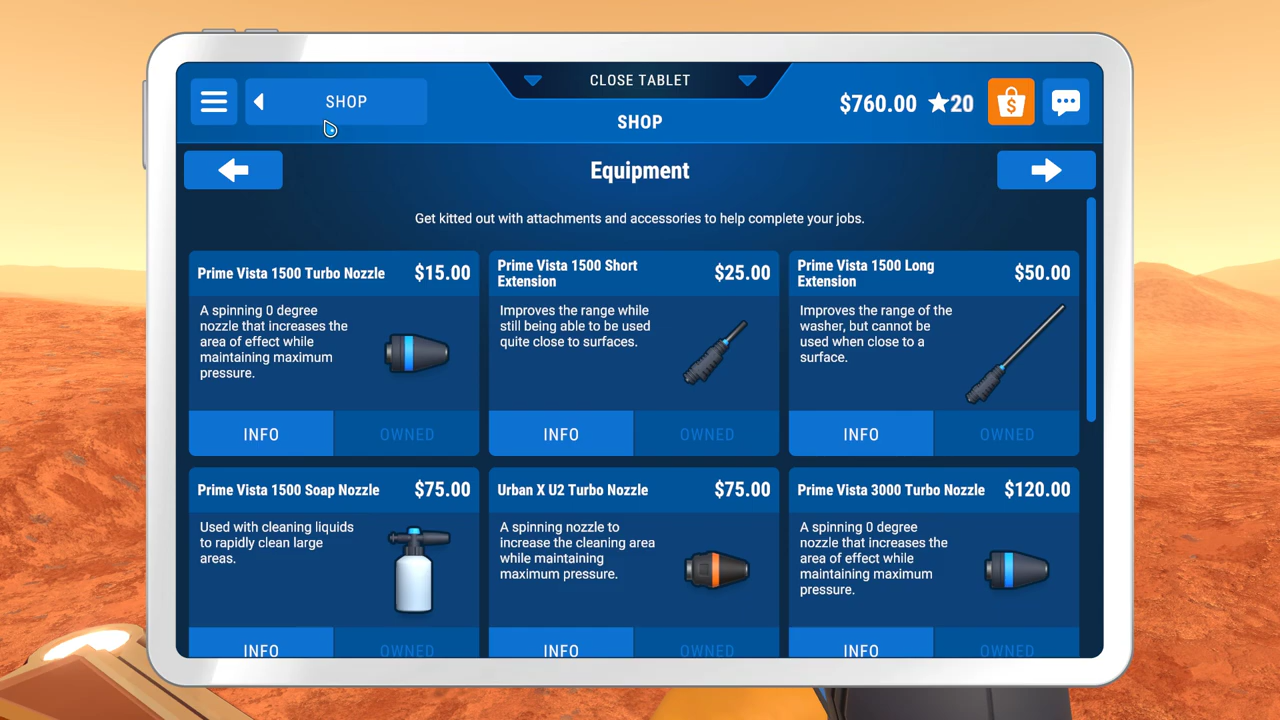 CLOSE TABLET
SHOP
$760.00 ★20
SHOP
Equipment
Get kitted out with attachments and accessories to help complete your jobs.
Prime Vista 1500 Turbo Nozzle $15.00
A spinning 0 degree
nozzle that increases the
area of effect while
maintaining maximum
pressure.
INFO OWNED
Prime Vista 1500 Short
Extension
$25.00
Improves the range while
still being able to be used
quite close to surfaces.
INFO OWNED
Prime Vista 1500 Long
Extension
$50.00
Improves the range of the
washer, but cannot be
used when close to a
surface.
INFO OWNED
Prime Vista 1500 Soap Nozzle $75.00
Used with cleaning liquids
to rapidly clean large
areas.
INFO OWNED
Urban X U2 Turbo Nozzle $75.00
A spinning nozzle to
increase the cleaning area
while maintaining
maximum pressure.
INFO OWNED
Prime Vista 3000 Turbo Nozzle $120.00
A spinning 0 degree
nozzle that increases the
area of effect while
maintaining maximum
pressure.
INFO OWNED